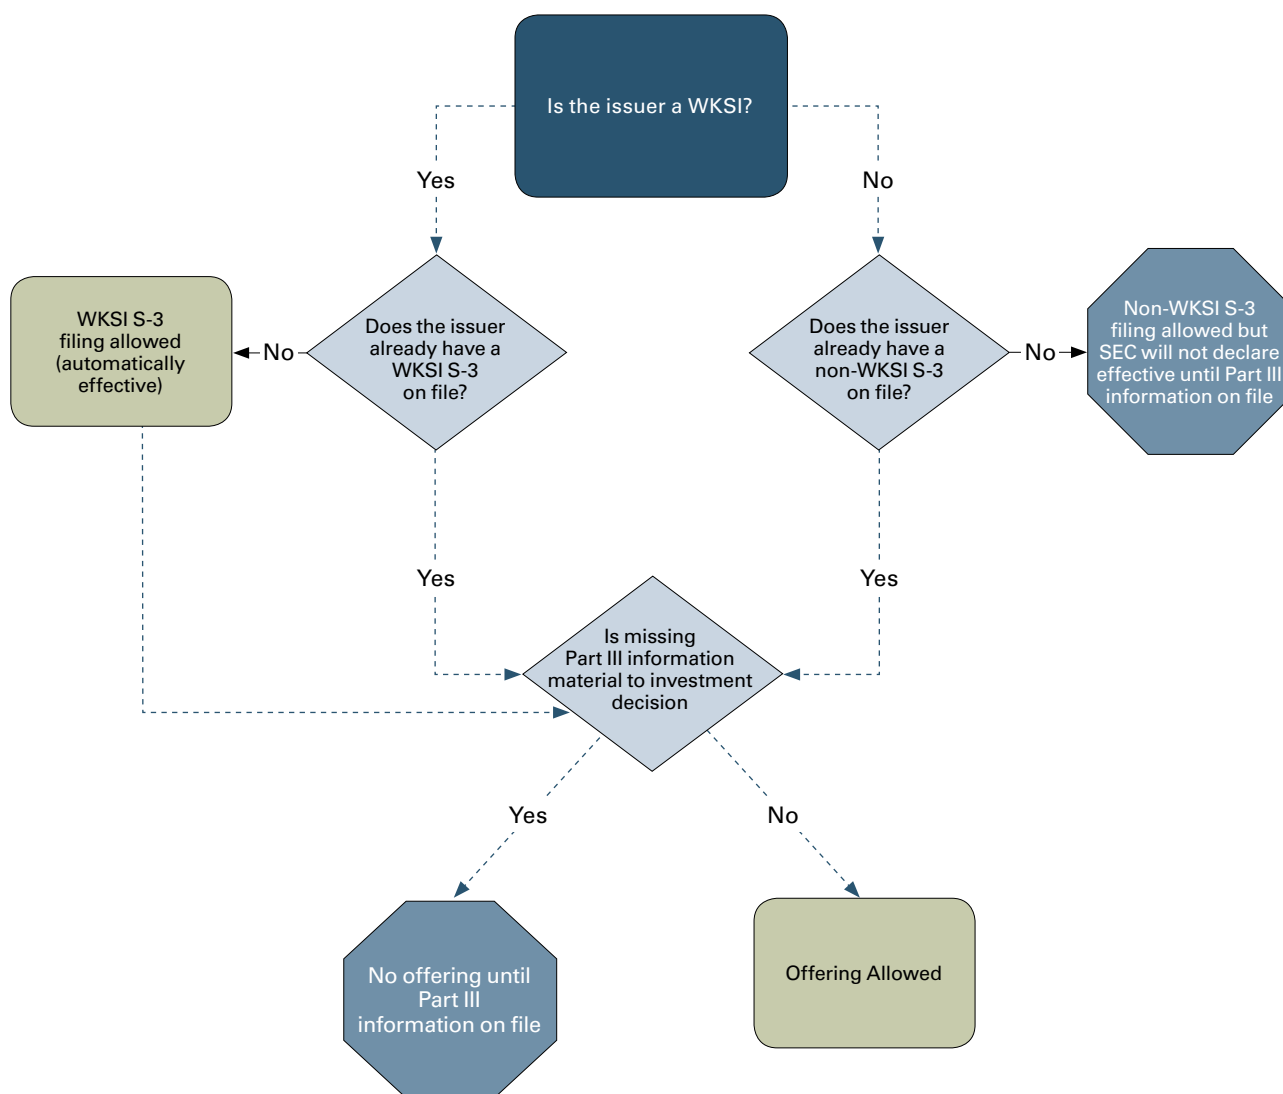 Is the issuer a WKSI?
Yes
No
WKSI S-3
filing allowed
(automatically
effective)
No
Does the issuer
already have a
WKSI S-3
on file?
Does the issuer
already have a
non-WKSI S-3
on file?
No
Non-WKSI S-3
filing allowed but
SEC will not declare
effective until Part III
information on file
Yes
Yes
Is missing
Part III information
material to investment
decision
Yes
No
No offering until
Part III
information on file
Offering Allowed